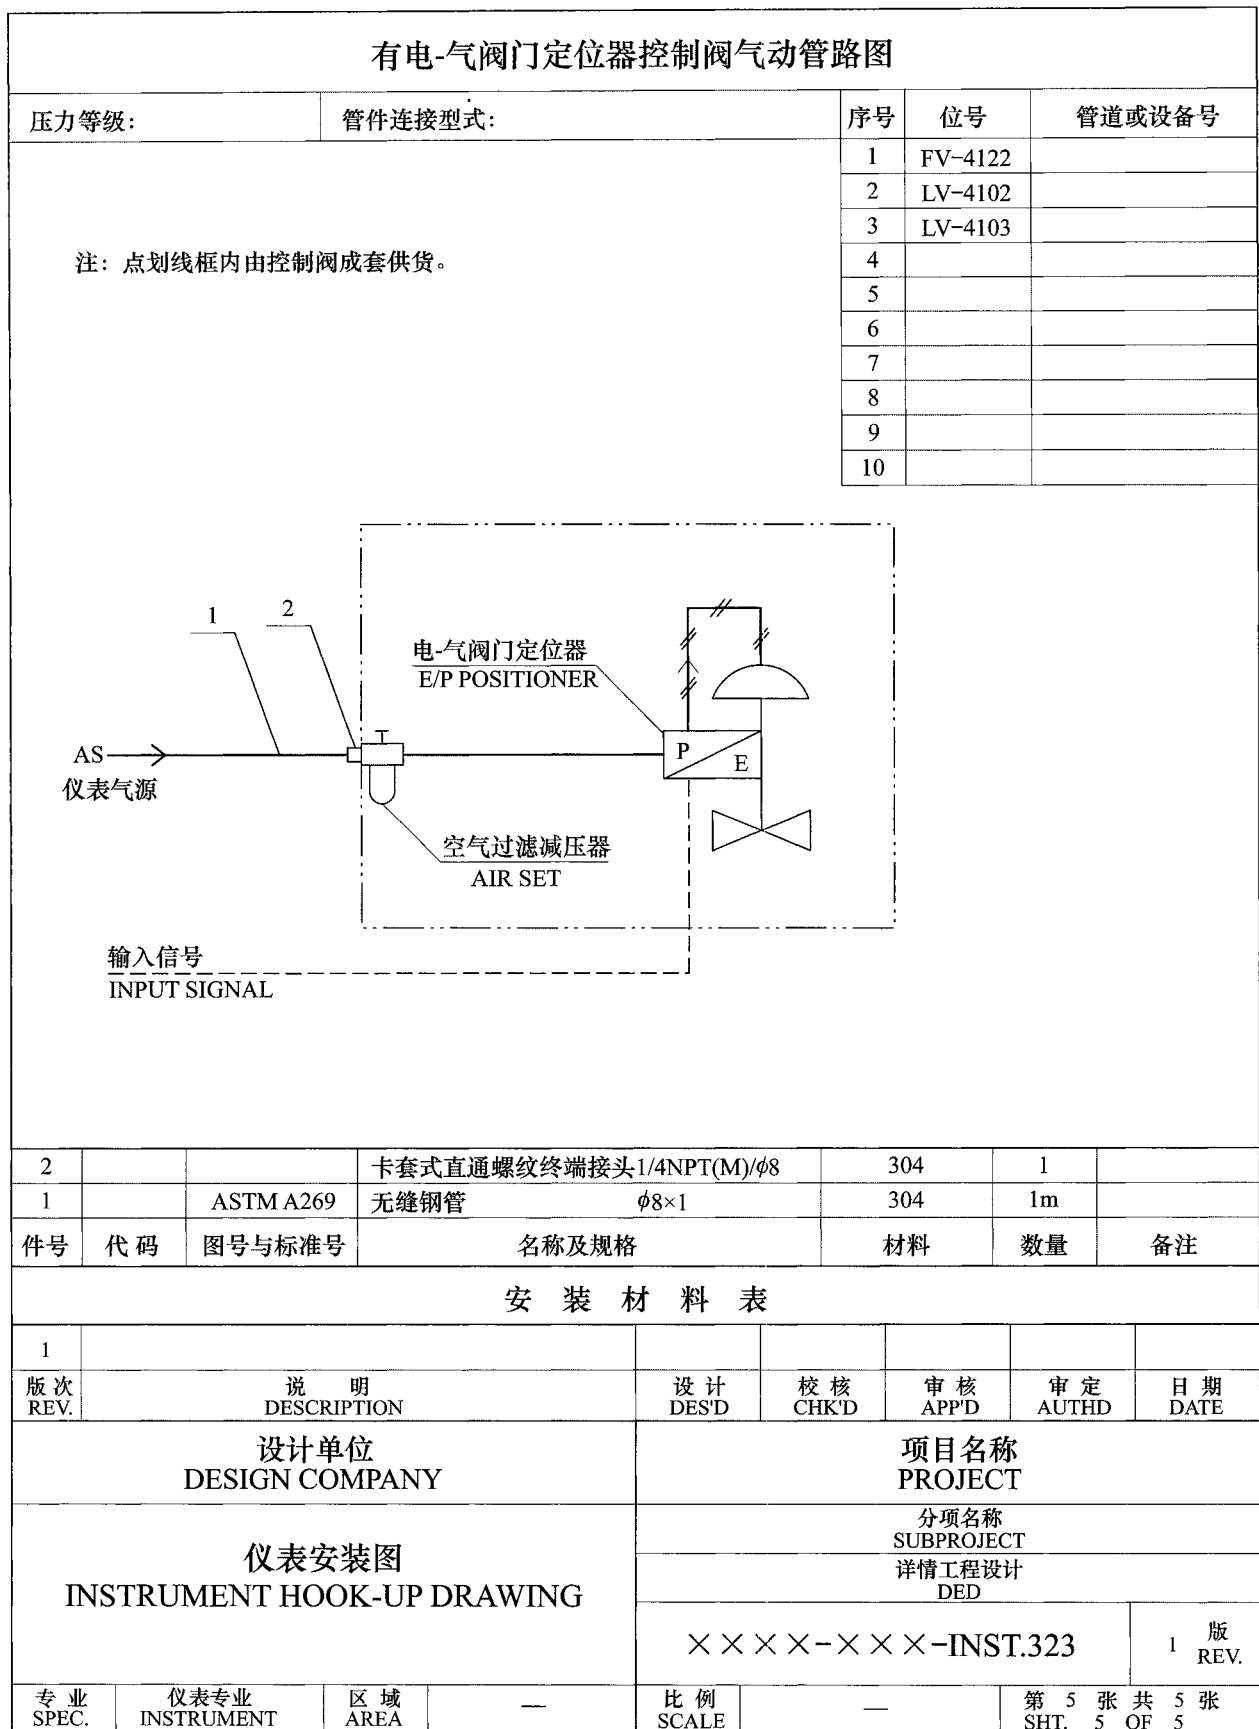 有电-气阀门定位器控制阀气动管路图
压力等级: 管件连接型式: 序号 位号 管道或设备号
1 FV-4122
2 LV-4102
3 LV-4103
注: 点划线框内由控制阀成套供货。
4
5
6
7
8
9
10
1 2
电-气阀门定位器
E/P POSITIONER
P
E
AS
仪表气源
空气过滤减压器
AIR SET
输入信号
INPUT SIGNAL
2 卡套式直通螺纹终端接头1/4NPT(M)/φ8 304 1
1 ASTM A269 无缝钢管 φ8×1 304 1m
件号 代码 图号与标准号 名称及规格 材料 数量 备注
安装材料表
1
版次 说明 设计 校核 审核 审定 日期
REV. DESCRIPTION DES'D CHK'D APP'D AUTHD DATE
设计单位
DESIGN COMPANY
项目名称
PROJECT
分项名称
SUBPROJECT
仪表安装图
INSTRUMENT HOOK-UP DRAWING
详情工程设计
DED
××××-×××-INST.323 1 版
REV.
专业 仪表专业 区域 — 比例 — 第 5 张 共 5 张
SPEC. INSTRUMENT AREA SCALE SHT. 5 OF 5